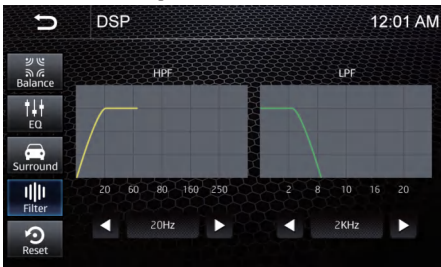 DSP 12:01 AM
Balance
EQ
Surround
Filter
Reset
HPF LPF
20 60 80 160 250 2 8 10 16 20
20Hz 2KHz